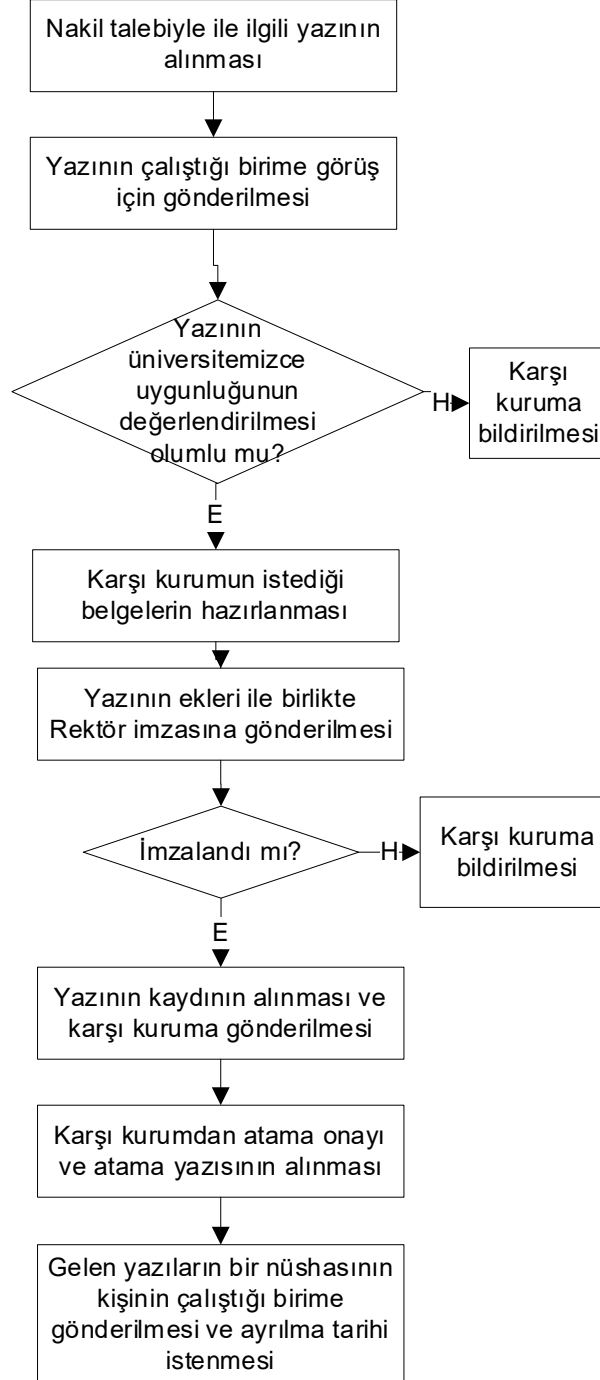 Nakil talebiyle ile ilgili yazının
alınması
Yazının çalıştığı birime görüş
için gönderilmesi
Yazının
üniversitemizce
uygunluğunun
değerlendirilmesi
olumlu mu?
H
Karşı
kuruma
bildirilmesi
E
Karşı kurumun istediği
belgelerin hazırlanması
Yazının ekleri ile birlikte
Rektör imzasına gönderilmesi
İmzalandı mı?
H
Karşı kuruma
bildirilmesi
E
Yazının kaydının alınması ve
karşı kuruma gönderilmesi
Karşı kurumdan atama onayı
ve atama yazısının alınması
Gelen yazıların bir nüshasının
kişinin çalıştığı birime
gönderilmesi ve ayrılma tarihi
istenmesi